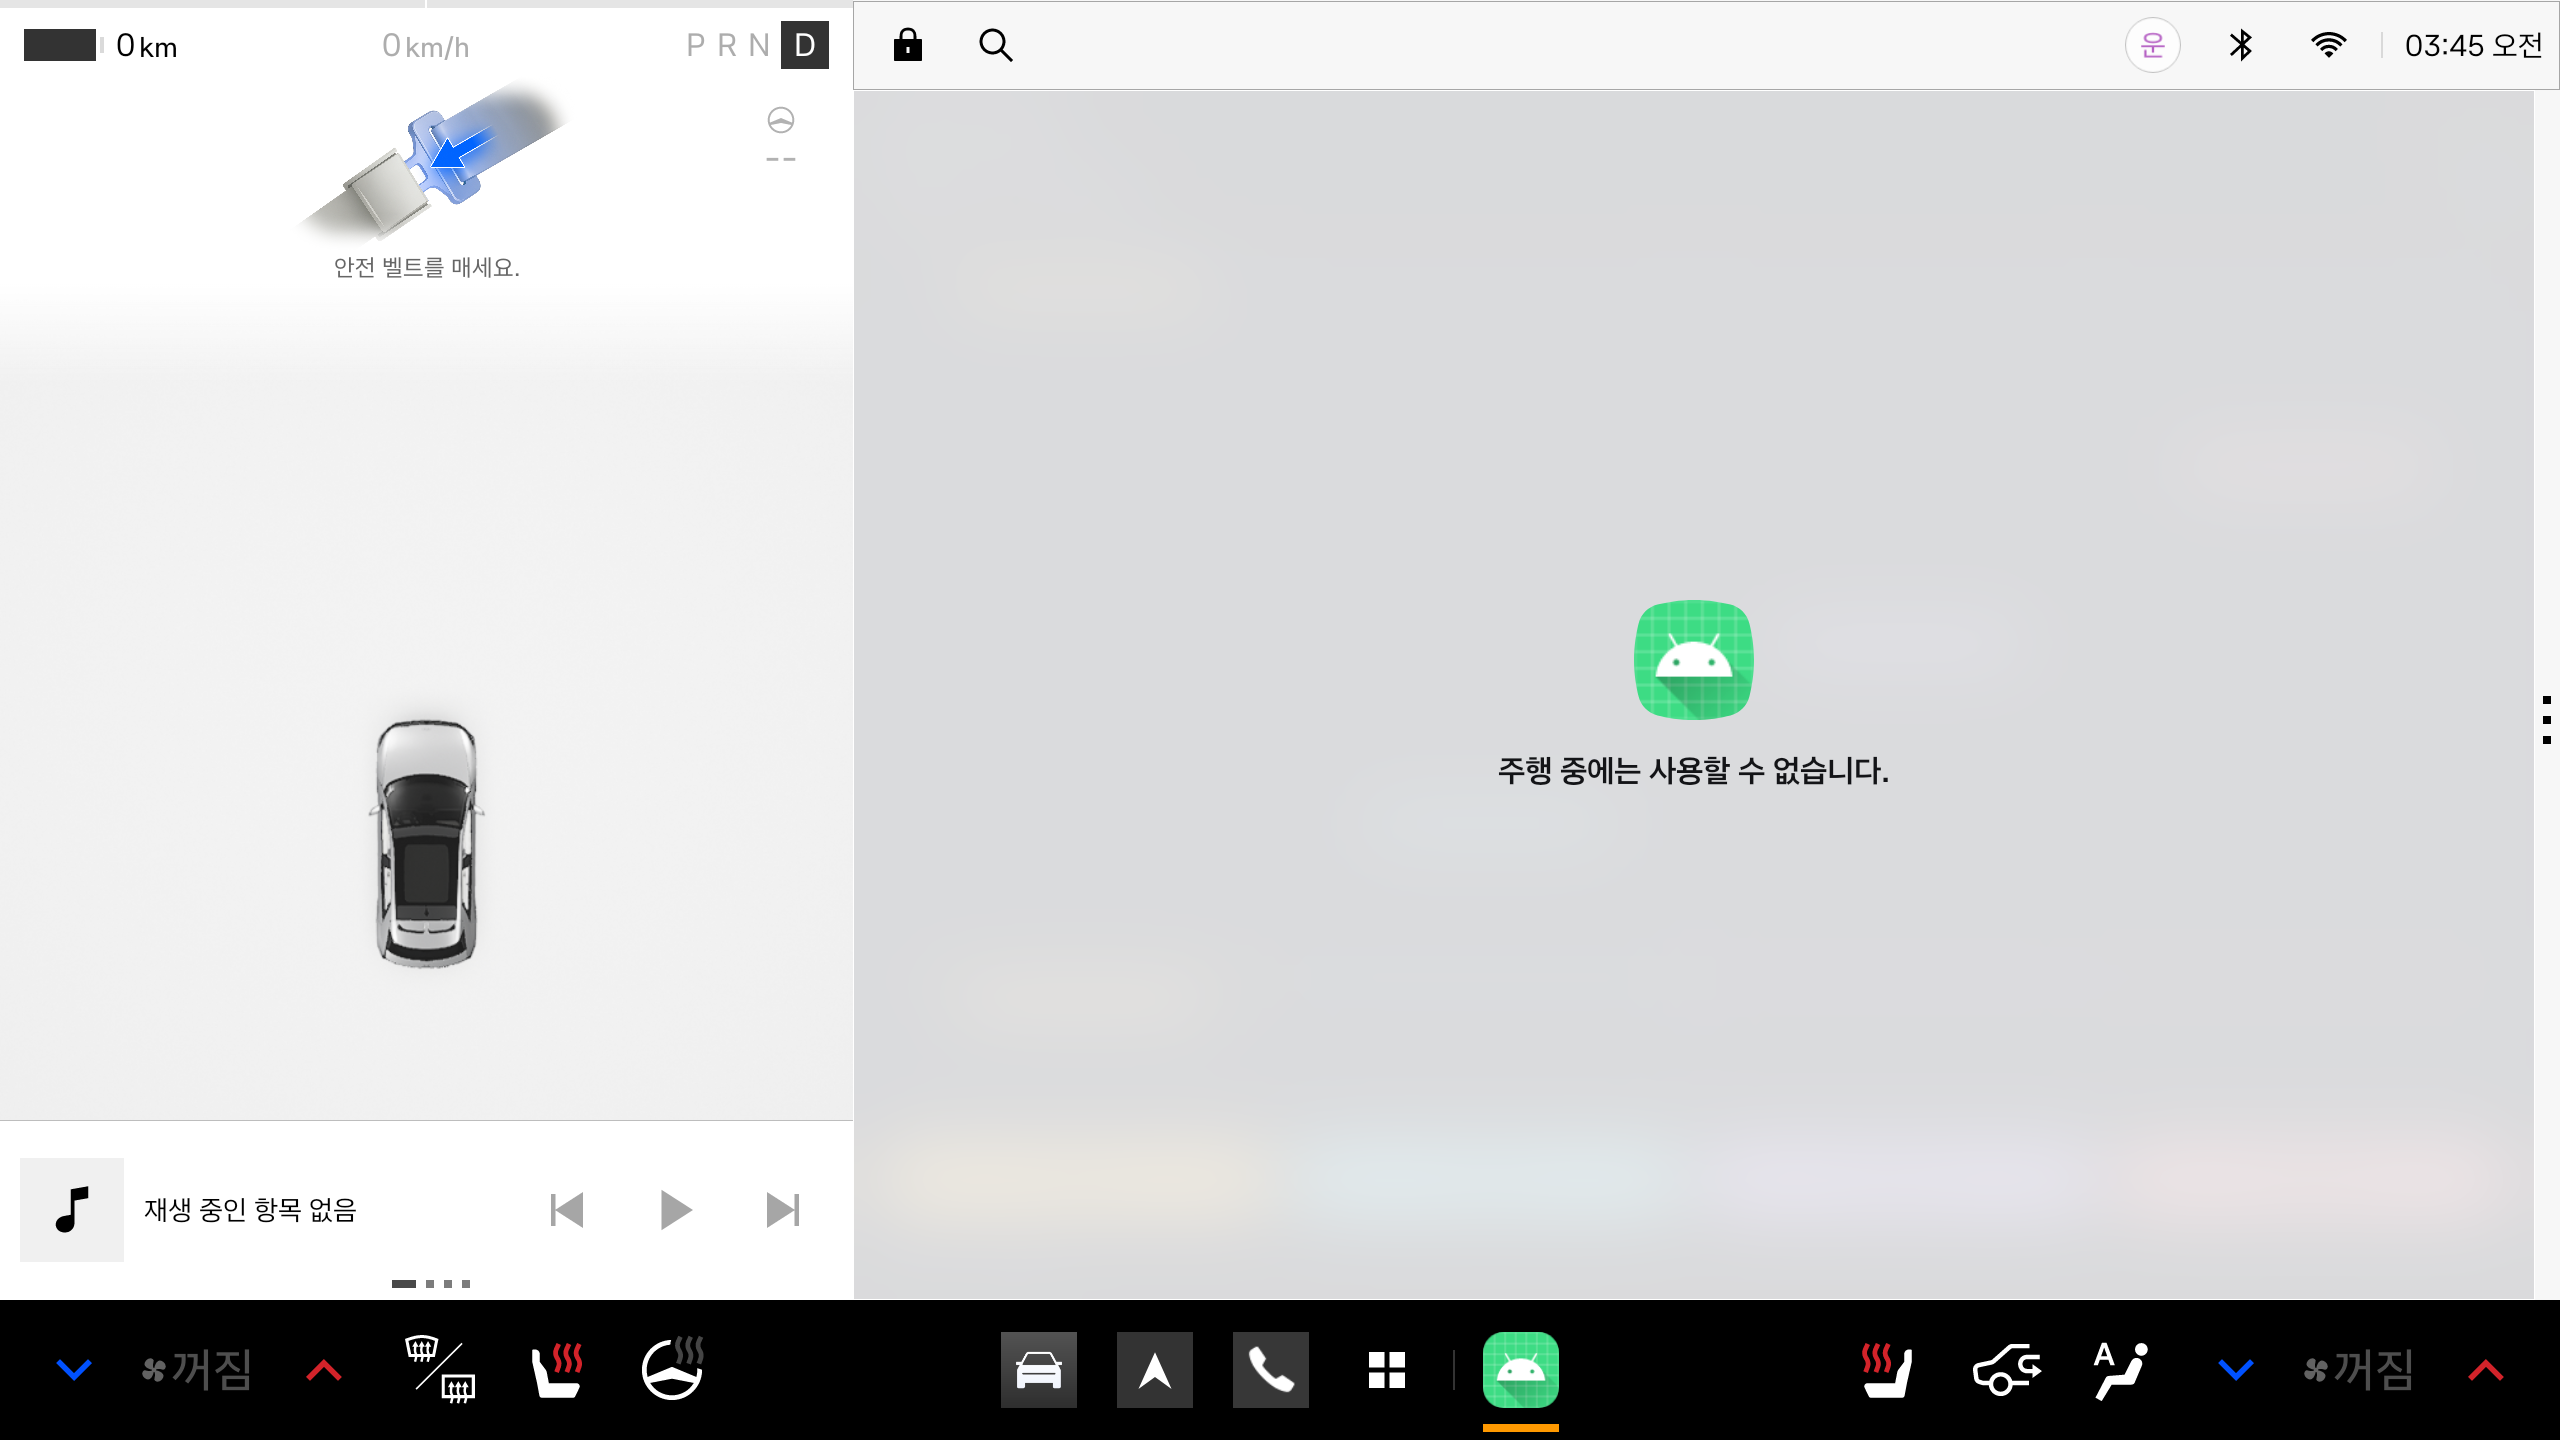 0 km
0 km/h
P R N D
운
03:45 오전
--
안전 벨트를 매세요.
주행 중에는 사용할 수 없습니다.
재생 중인 항목 없음
꺼짐
A
꺼짐